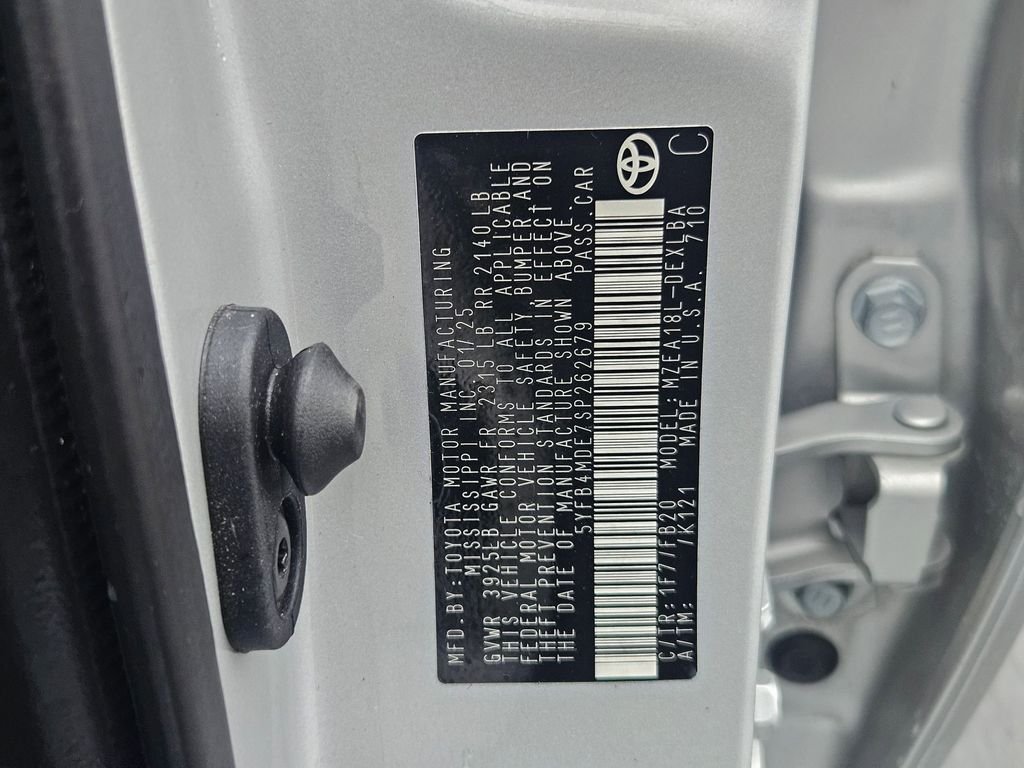 MFD.BY:TOYOTA MOTOR MANUFACTURING
MISSISSIPPI INC.01/25
GVWR 3925LB GAWR FR 2315 LB RR 2140LB
THIS VEHICLE CONFORMS TO ALL APPLICABLE
FEDERAL MOTOR VEHICLE SAFETY, BUMPER AND
THEFT PREVENTION STANDARDS IN EFFECT ON
THE DATE OF MANUFACTURE SHOWN ABOVE.
5YFB4MDE7SP262679 PASS.CAR
C/TR:1F7/FB20 MODEL:MZEA18L-DEXLBA
A/TM: /K121 MADE IN U.S.A. 710
C